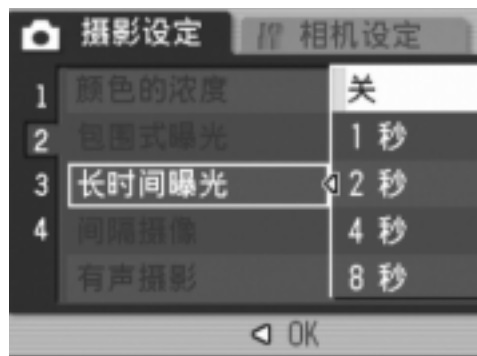 摄影设定 相机设定
1 颜色的浓度 关
2 包围式曝光 1 秒
3 长时间曝光 2 秒
4 间隔摄像 4 秒
有声摄影 8 秒
OK